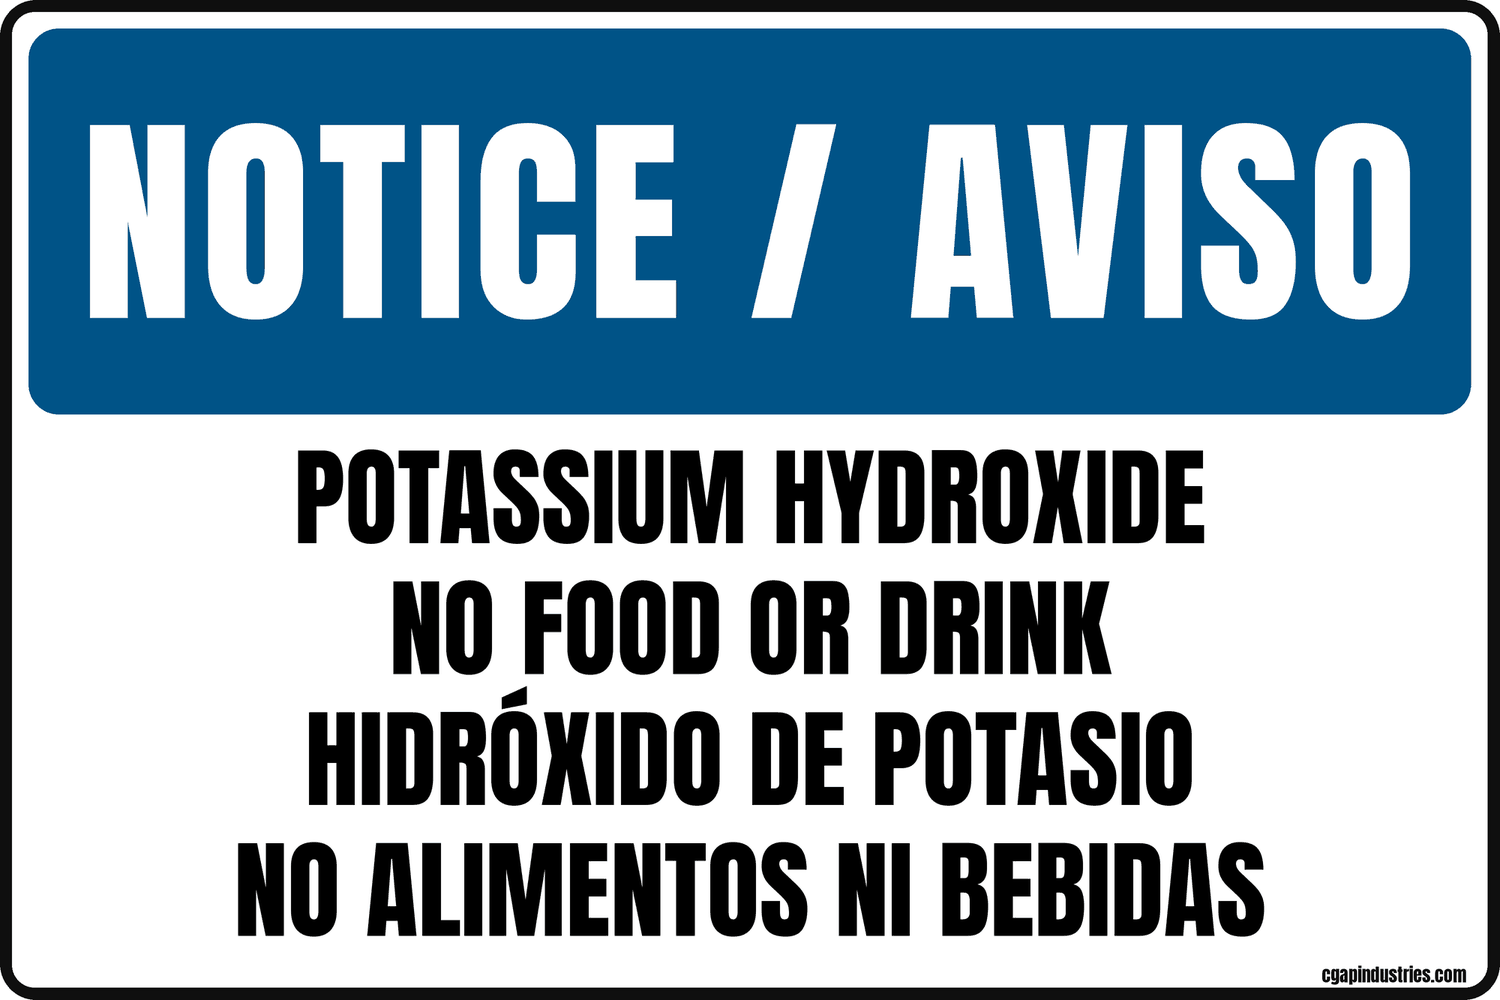 NOTICE / AVISO
POTASSIUM HYDROXIDE
NO FOOD OR DRINK
HIDRÓXIDO DE POTASIO
NO ALIMENTOS NI BEBIDAS
cgapindustries.com